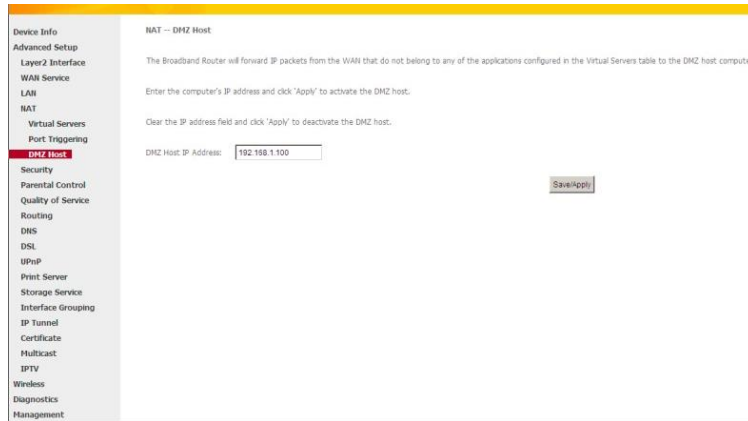 Device Info
Advanced Setup
Layer2 Interface
WAN Service
LAN
NAT
Virtual Servers
Port Triggering
DMZ Host
Security
Parental Control
Quality of Service
Routing
DNS
DSL
UPnP
Print Server
Storage Service
Interface Grouping
IP Tunnel
Certificate
Multicast
IPTV
Wireless
Diagnostics
Management
NAT -- DMZ Host
The Broadband Router will forward IP packets from the WAN that do not belong to any of the applications configured in the Virtual Servers table to the DMZ host compute
Enter the computer's IP address and click 'Apply' to activate the DMZ host.
Clear the IP address field and click 'Apply' to deactivate the DMZ host.
DMZ Host IP Address: 192.168.1.100
Save/Apply